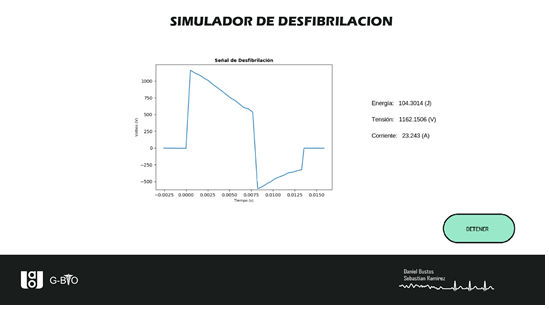 SIMULADOR DE DESFIBRILACION
Señal de Desfibrilación
1000
750
500
250
0
−250
−500
Voltios (V)
−0.0025 0.0000 0.0025 0.0050 0.0075 0.0100 0.0125 0.0150
Tiempo (s)
Energia: 104.3014 (J)
Tensión: 1162.1506 (V)
Corriente: 23.243 (A)
DETENER
G-BIO
Daniel Bustos
Sebastian Ramirez